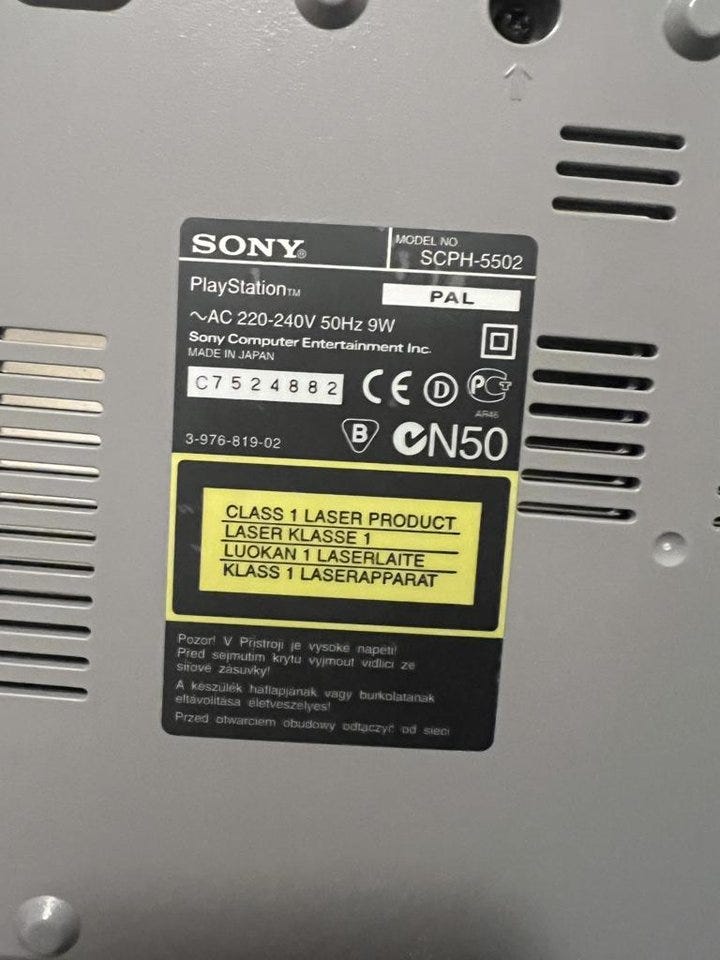 SONY®
MODEL NO
SCPH-5502
PlayStation™
PAL
~AC 220-240V 50Hz 9W
Sony Computer Entertainment Inc.
MADE IN JAPAN
C7524882
CE D PCT
AR46
3-976-819-02
B N50
CLASS 1 LASER PRODUCT
LASER KLASSE 1
LUOKAN 1 LASERLAITE
KLASS 1 LASERAPPARAT
Pozor! V Přístroji je vysoké napětí!
Před sejmutím krytu vyjmout vidlici ze
síťové zásuvky!
A készülék hátlapjának vagy burkolatának
eltávolítása életveszélyes!
Przed otwarciem obudowy odłączyć od sieci